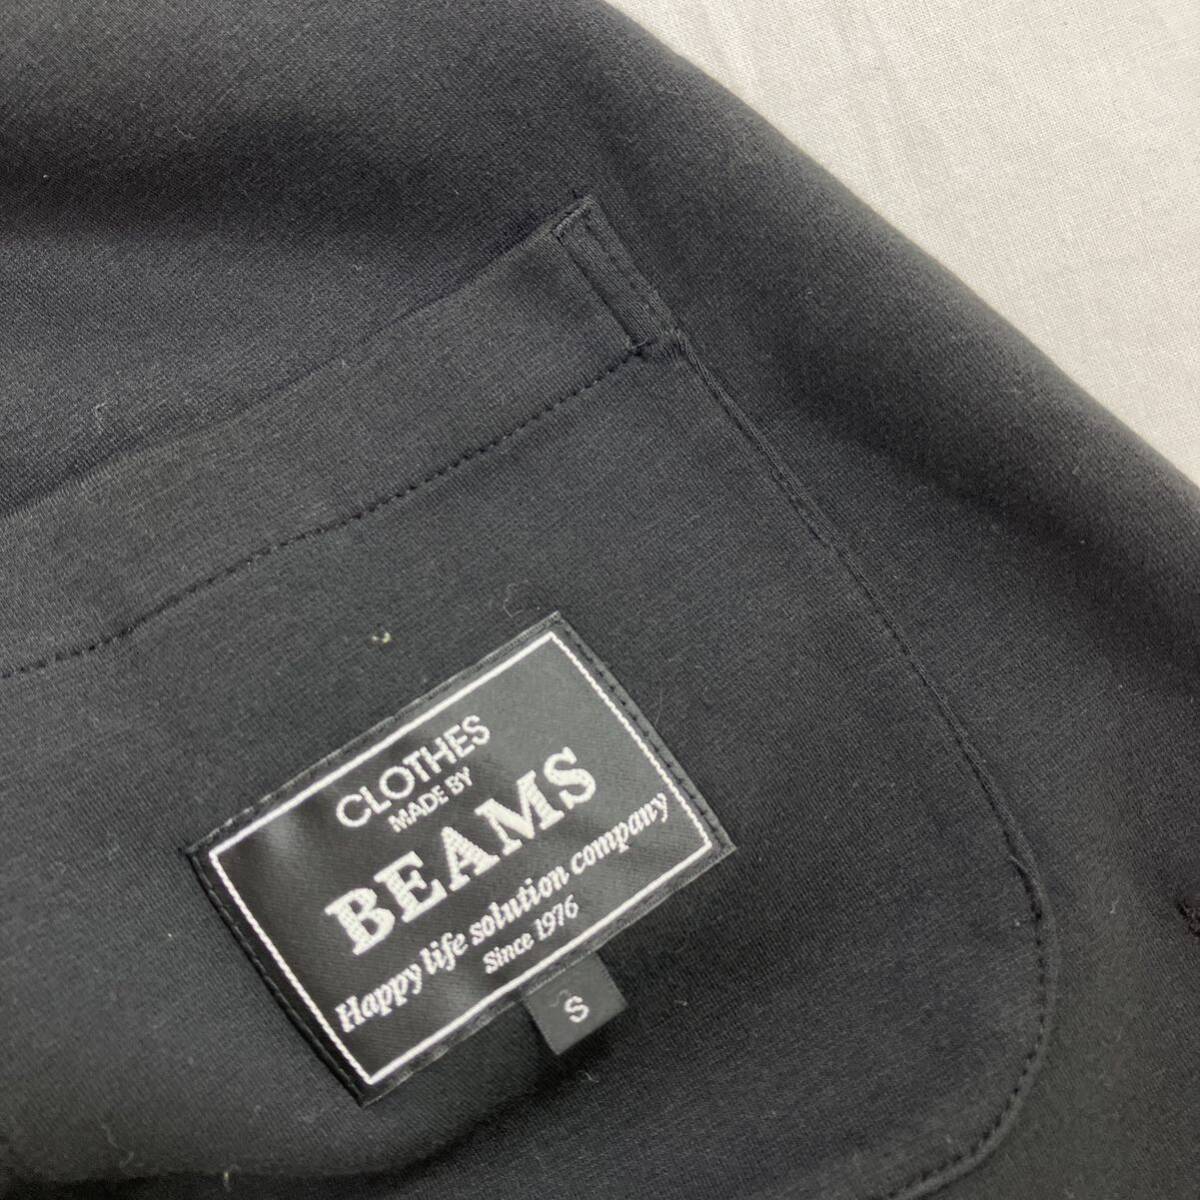 CLOTHES
MADE BY
BEAMS
Happy life solution company
Since 1976
S